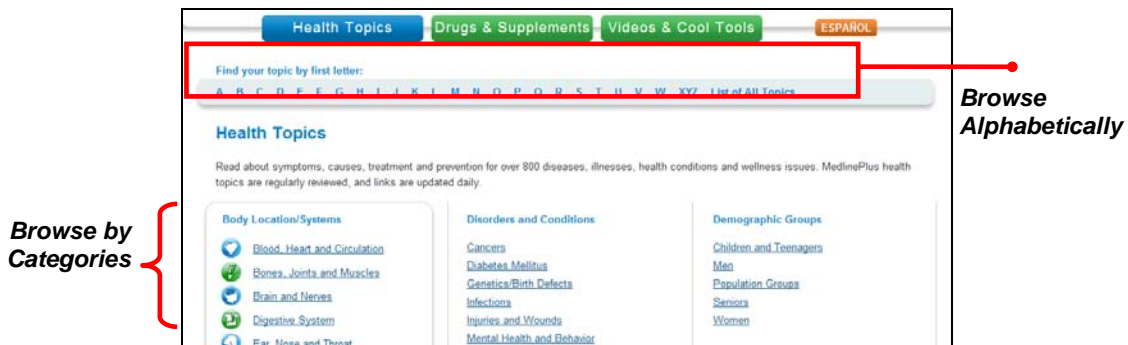 Health Topics Drugs & Supplements Videos & Cool Tools ESPAÑOL
Find your topic by first letter:
A B C D E F G H I J K L M N O P Q R S T U V W XYZ List of All Topics
Browse
Alphabetically
Health Topics
Read about symptoms, causes, treatment and prevention for over 800 diseases, illnesses, health conditions and wellness issues. MedlinePlus health
topics are regularly reviewed, and links are updated daily.
Browse by
Categories
Body Location/Systems
Blood, Heart and Circulation
Bones, Joints and Muscles
Brain and Nerves
Digestive System
Ear, Nose and Throat
Disorders and Conditions
Cancers
Diabetes Mellitus
Genetics/Birth Defects
Infections
Injuries and Wounds
Mental Health and Behavior
Demographic Groups
Children and Teenagers
Men
Population Groups
Seniors
Women